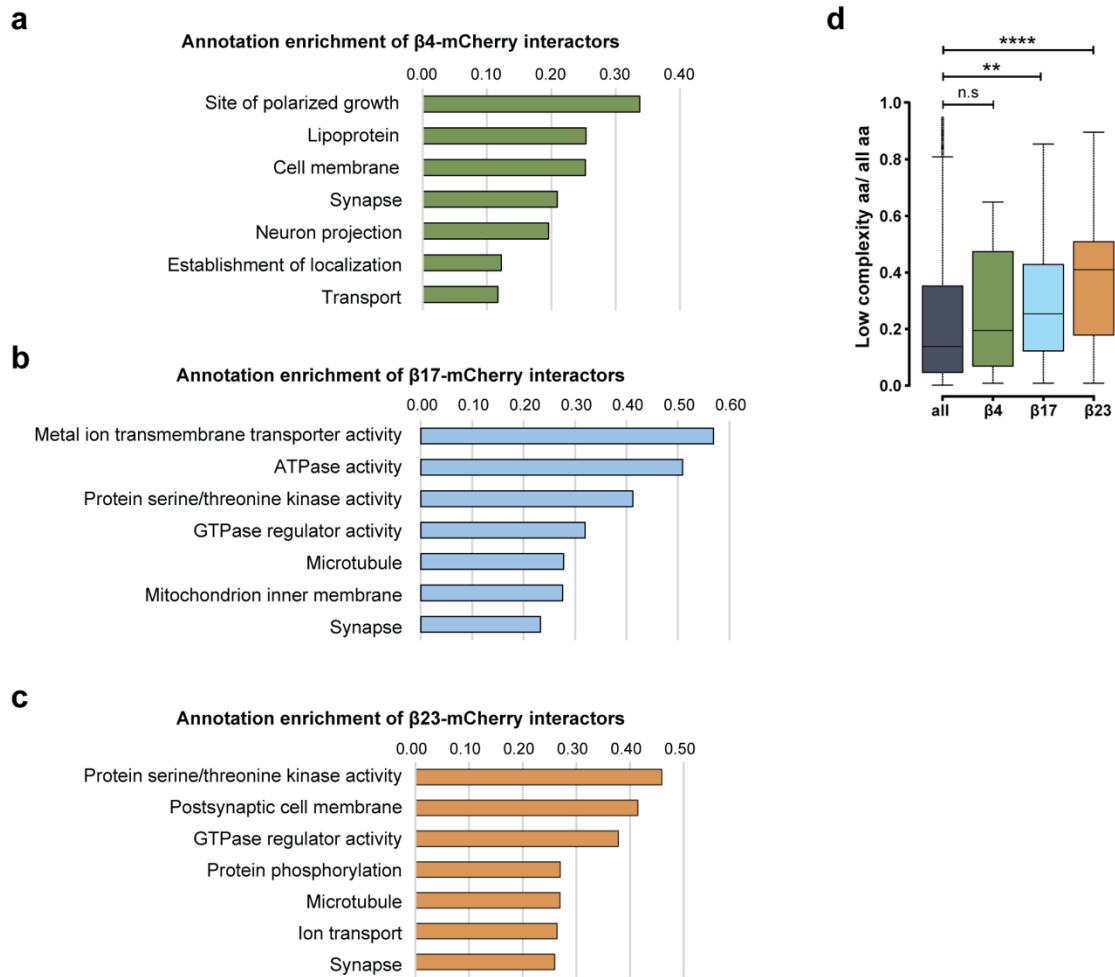 a
Annotation enrichment of β4-mCherry interactors
0.00 0.10 0.20 0.30 0.40
Site of polarized growth
Lipoprotein
Cell membrane
Synapse
Neuron projection
Establishment of localization
Transport
b
Annotation enrichment of β17-mCherry interactors
0.00 0.10 0.20 0.30 0.40 0.50 0.60
Metal ion transmembrane transporter activity
ATPase activity
Protein serine/threonine kinase activity
GTPase regulator activity
Microtubule
Mitochondrion inner membrane
Synapse
c
Annotation enrichment of β23-mCherry interactors
0.00 0.10 0.20 0.30 0.40 0.50
Protein serine/threonine kinase activity
Postsynaptic cell membrane
GTPase regulator activity
Protein phosphorylation
Microtubule
Ion transport
Synapse
d
****
**
n.s
Low complexity aa/ all aa
1.0
0.8
0.6
0.4
0.2
0.0
all β4 β17 β23